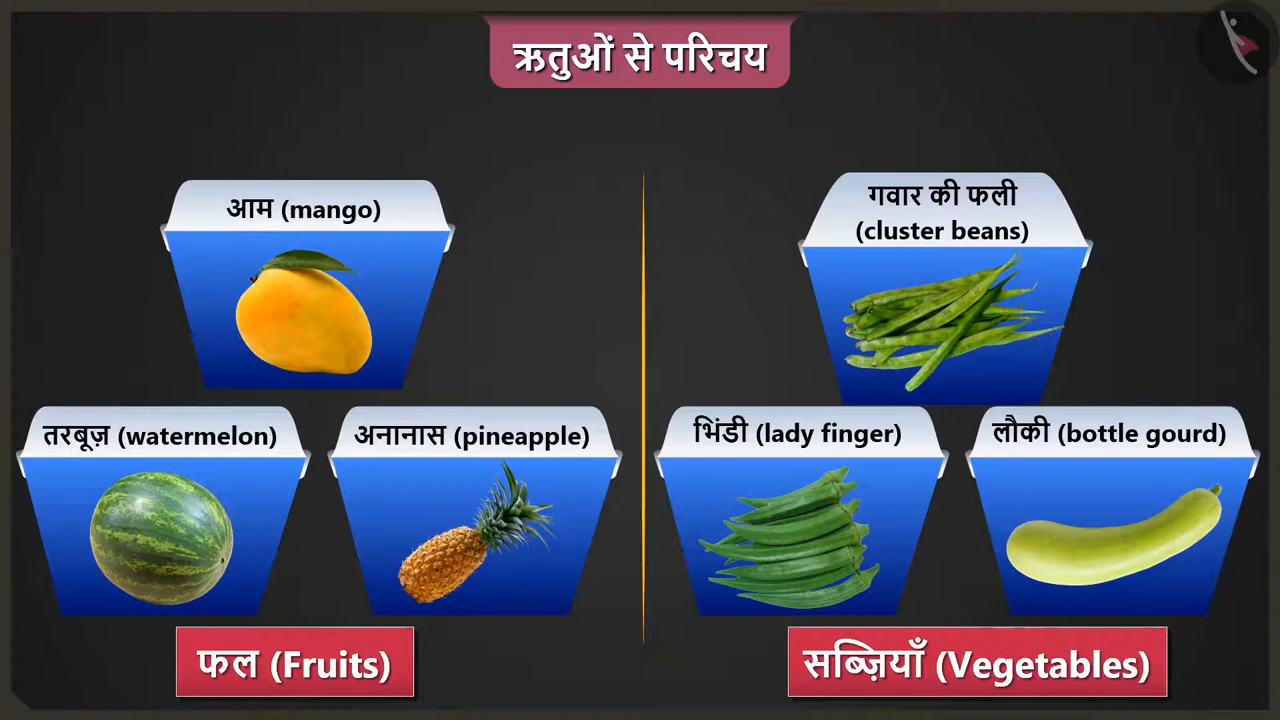 ऋतुओं से परिचय
आम (mango)
तरबूज़ (watermelon)
अनानास (pineapple)
फल (Fruits)
गवार की फली
(cluster beans)
भिंडी (lady finger)
लौकी (bottle gourd)
सब्ज़ियाँ (Vegetables)